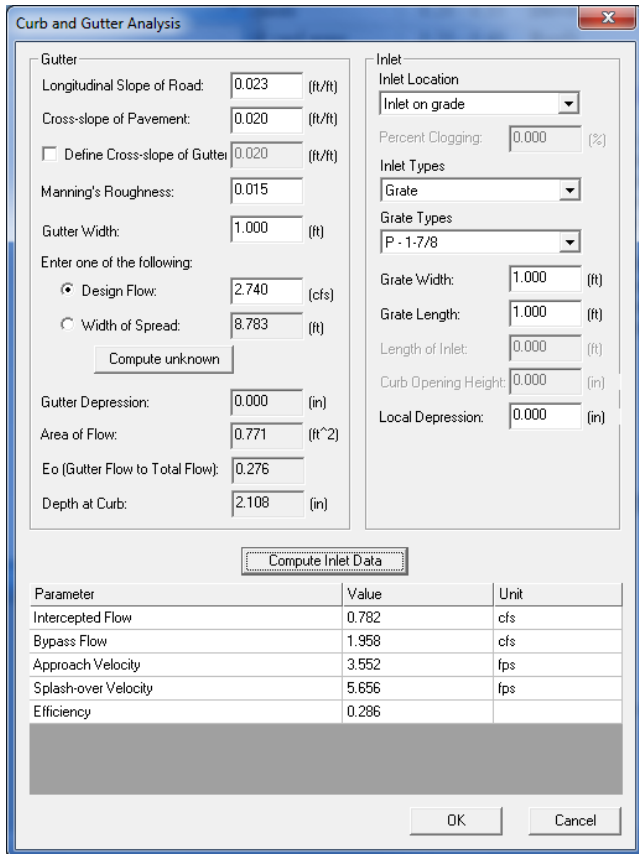 Curb and Gutter Analysis
Gutter
Longitudinal Slope of Road: 0.023 (ft/ft)
Cross-slope of Pavement: 0.020 (ft/ft)
Define Cross-slope of Gutter 0.020 (ft/ft)
Manning's Roughness: 0.015
Gutter Width: 1.000 (ft)
Enter one of the following:
Design Flow: 2.740 (cfs)
Width of Spread: 8.783 (ft)
Compute unknown
Gutter Depression: 0.000 (in)
Area of Flow: 0.771 (ft^2)
Eo (Gutter Flow to Total Flow): 0.276
Depth at Curb: 2.108 (in)
Inlet
Inlet Location
Inlet on grade
Percent Clogging: 0.000 (%)
Inlet Types
Grate
Grate Types
P - 1-7/8
Grate Width: 1.000 (ft)
Grate Length: 1.000 (ft)
Length of Inlet: 0.000 (ft)
Curb Opening Height: 0.000 (in)
Local Depression: 0.000 (in)
Compute Inlet Data
Parameter Value Unit
Intercepted Flow 0.782 cfs
Bypass Flow 1.958 cfs
Approach Velocity 3.552 fps
Splash-over Velocity 5.656 fps
Efficiency 0.286
OK Cancel